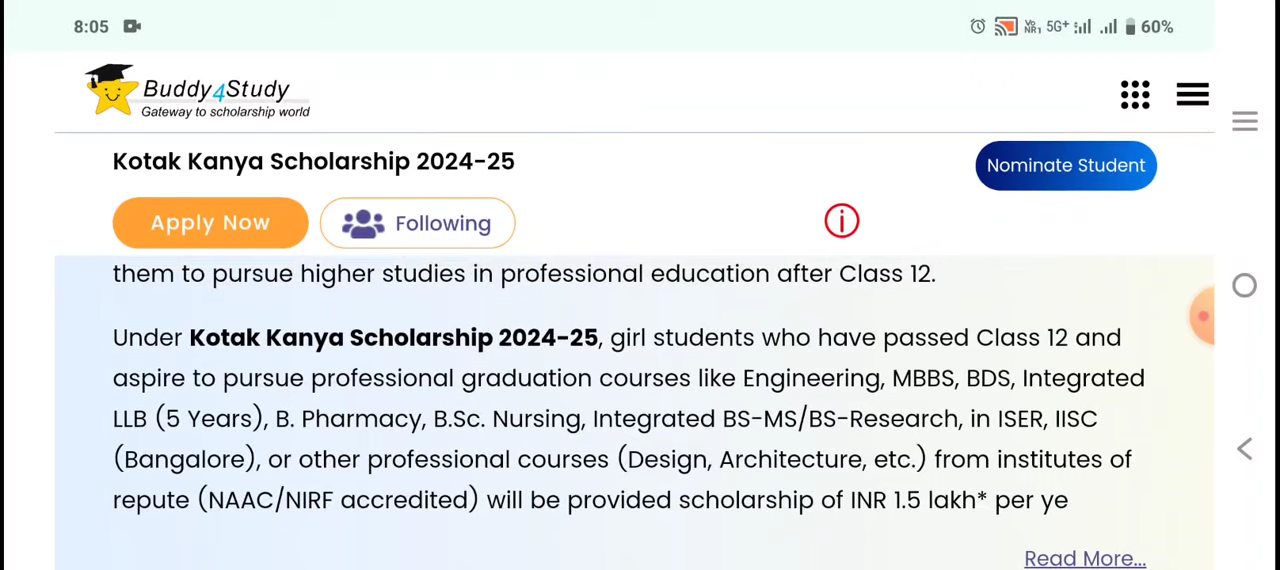 8:05 Vo NR1 5G+ 60%
Buddy4Study
Gateway to scholarship world
Kotak Kanya Scholarship 2024-25
Nominate Student
Apply Now Following
them to pursue higher studies in professional education after Class 12.
Under Kotak Kanya Scholarship 2024-25, girl students who have passed Class 12 and
aspire to pursue professional graduation courses like Engineering, MBBS, BDS, Integrated
LLB (5 Years), B. Pharmacy, B.Sc. Nursing, Integrated BS-MS/BS-Research, in ISER, IISC
(Bangalore), or other professional courses (Design, Architecture, etc.) from institutes of
repute (NAAC/NIRF accredited) will be provided scholarship of INR 1.5 lakh* per ye
Read More...